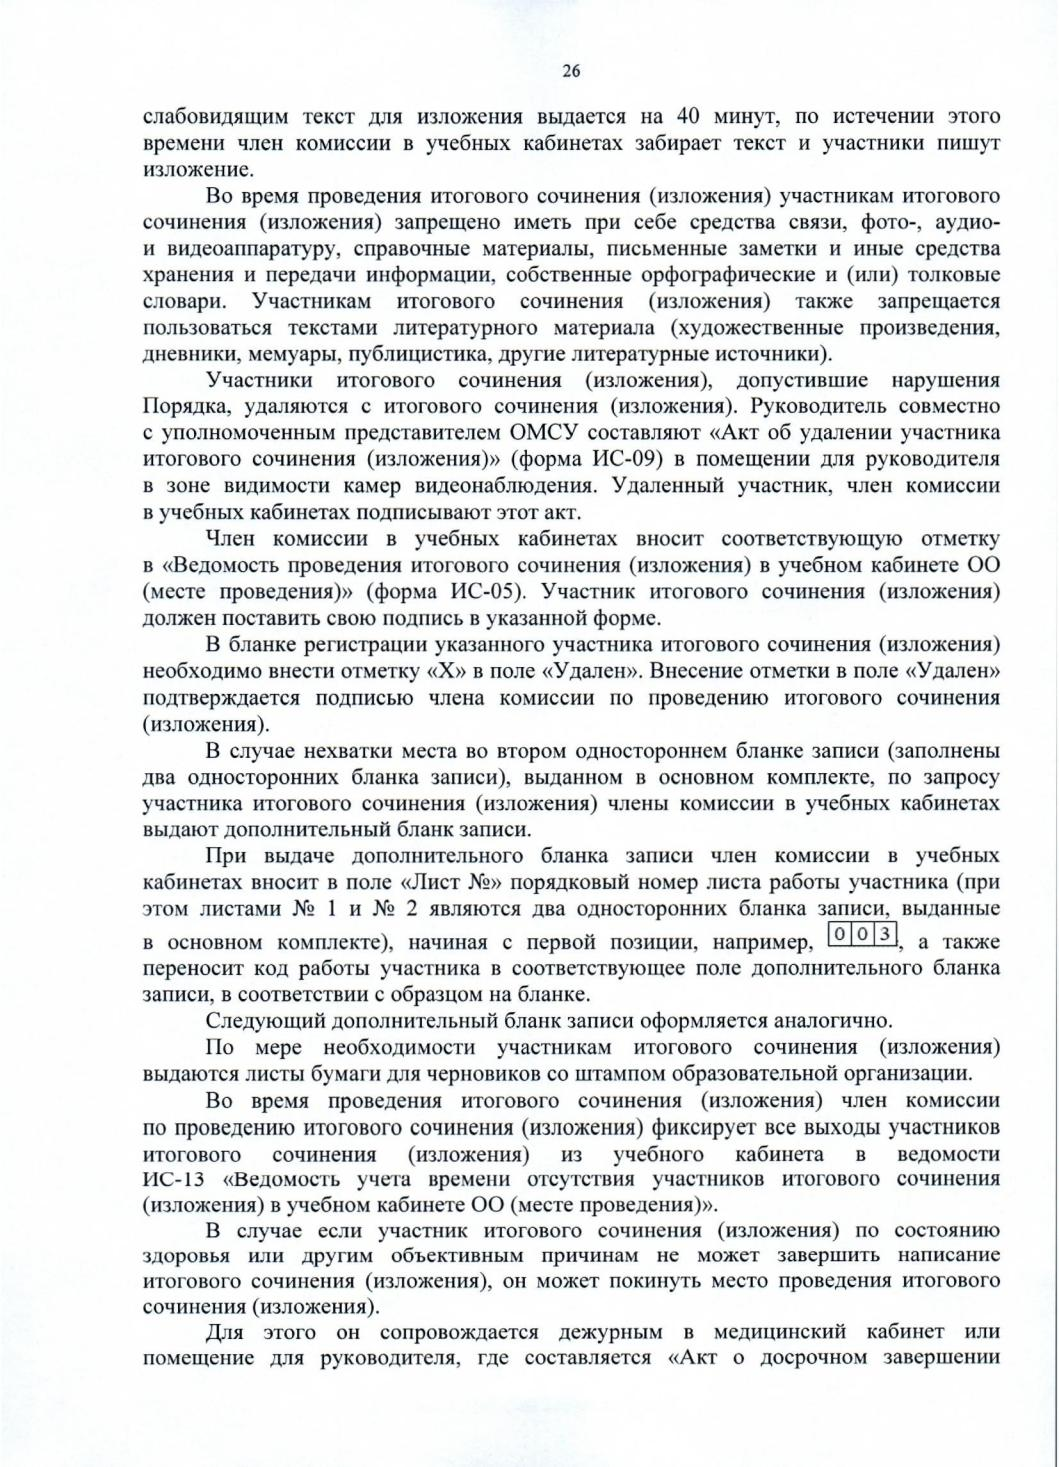 26
слабовидящим текст для изложения выдается на 40 минут, по истечении этого
времени член комиссии в учебных кабинетах забирает текст и участники пишут
изложение.
Во время проведения итогового сочинения (изложения) участникам итогового
сочинения (изложения) запрещено иметь при себе средства связи, фото-, аудио-
и видеоаппаратуру, справочные материалы, письменные заметки и иные средства
хранения и передачи информации, собственные орфографические и (или) толковые
словари. Участникам итогового сочинения (изложения) также запрещается
пользоваться текстами литературного материала (художественные произведения,
дневники, мемуары, публицистика, другие литературные источники).
Участники итогового сочинения (изложения), допустившие нарушения
Порядка, удаляются с итогового сочинения (изложения). Руководитель совместно
с уполномоченным представителем ОМСУ составляют «Акт об удалении участника
итогового сочинения (изложения)» (форма ИС-09) в помещении для руководителя
в зоне видимости камер видеонаблюдения. Удаленный участник, член комиссии
в учебных кабинетах подписывают этот акт.
Член комиссии в учебных кабинетах вносит соответствующую отметку
в «Ведомость проведения итогового сочинения (изложения) в учебном кабинете ОО
(месте проведения)» (форма ИС-05). Участник итогового сочинения (изложения)
должен поставить свою подпись в указанной форме.
В бланке регистрации указанного участника итогового сочинения (изложения)
необходимо внести отметку «Х» в поле «Удален». Внесение отметки в поле «Удален»
подтверждается подписью члена комиссии по проведению итогового сочинения
(изложения).
В случае нехватки места во втором одностороннем бланке записи (заполнены
два односторонних бланка записи), выданном в основном комплекте, по запросу
участника итогового сочинения (изложения) члены комиссии в учебных кабинетах
выдают дополнительный бланк записи.
При выдаче дополнительного бланка записи член комиссии в учебных
кабинетах вносит в поле «Лист №» порядковый номер листа работы участника (при
этом листами № 1 и № 2 являются два односторонних бланка записи, выданные
в основном комплекте), начиная с первой позиции, например, 0 0 3, а также
переносит код работы участника в соответствующее поле дополнительного бланка
записи, в соответствии с образцом на бланке.
Следующий дополнительный бланк записи оформляется аналогично.
По мере необходимости участникам итогового сочинения (изложения)
выдаются листы бумаги для черновиков со штампом образовательной организации.
Во время проведения итогового сочинения (изложения) член комиссии
по проведению итогового сочинения (изложения) фиксирует все выходы участников
итогового сочинения (изложения) из учебного кабинета в ведомости
ИС-13 «Ведомость учета времени отсутствия участников итогового сочинения
(изложения) в учебном кабинете ОО (месте проведения)».
В случае если участник итогового сочинения (изложения) по состоянию
здоровья или другим объективным причинам не может завершить написание
итогового сочинения (изложения), он может покинуть место проведения итогового
сочинения (изложения).
Для этого он сопровождается дежурным в медицинский кабинет или
помещение для руководителя, где составляется «Акт о досрочном завершении